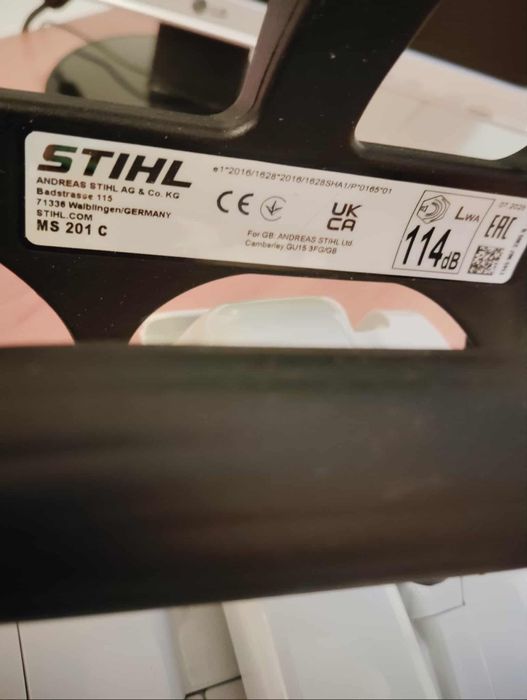 STIHL
ANDREAS STIHL AG & Co. KG
Badstrasse 115
71336 Waiblingen/GERMANY
STIHL.COM
MS 201 C
e1*2016/1628*2016/1628SHA1/P*0165*01
CE
UK
CA
For GB: ANDREAS STIHL Ltd.
Camberley GU15 3FG/GB
LWA
114dB
EAC